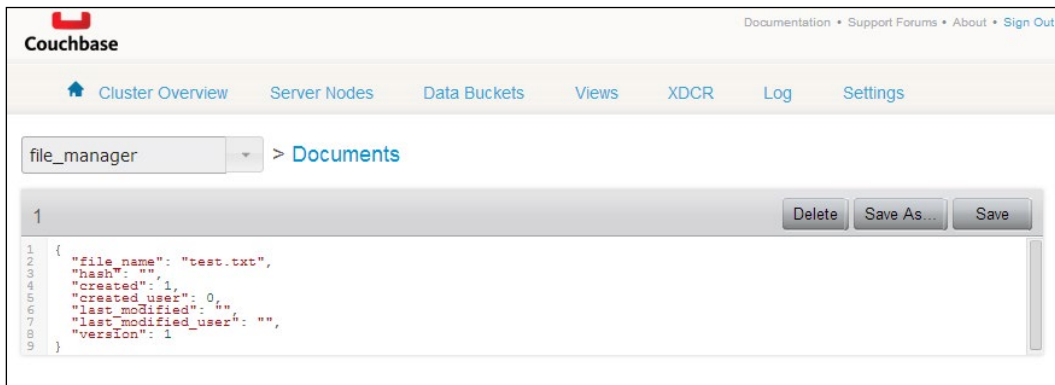 Documentation • Support Forums • About • Sign Out
Couchbase
Cluster Overview Server Nodes Data Buckets Views XDCR Log Settings
file_manager > Documents
1 Delete Save As... Save
1 {
2 "file_name": "test.txt",
3 "hash": "",
4 "created": 1,
5 "created_user": 0,
6 "last_modified": "",
7 "last_modified_user": "",
8 "version": 1
9 }